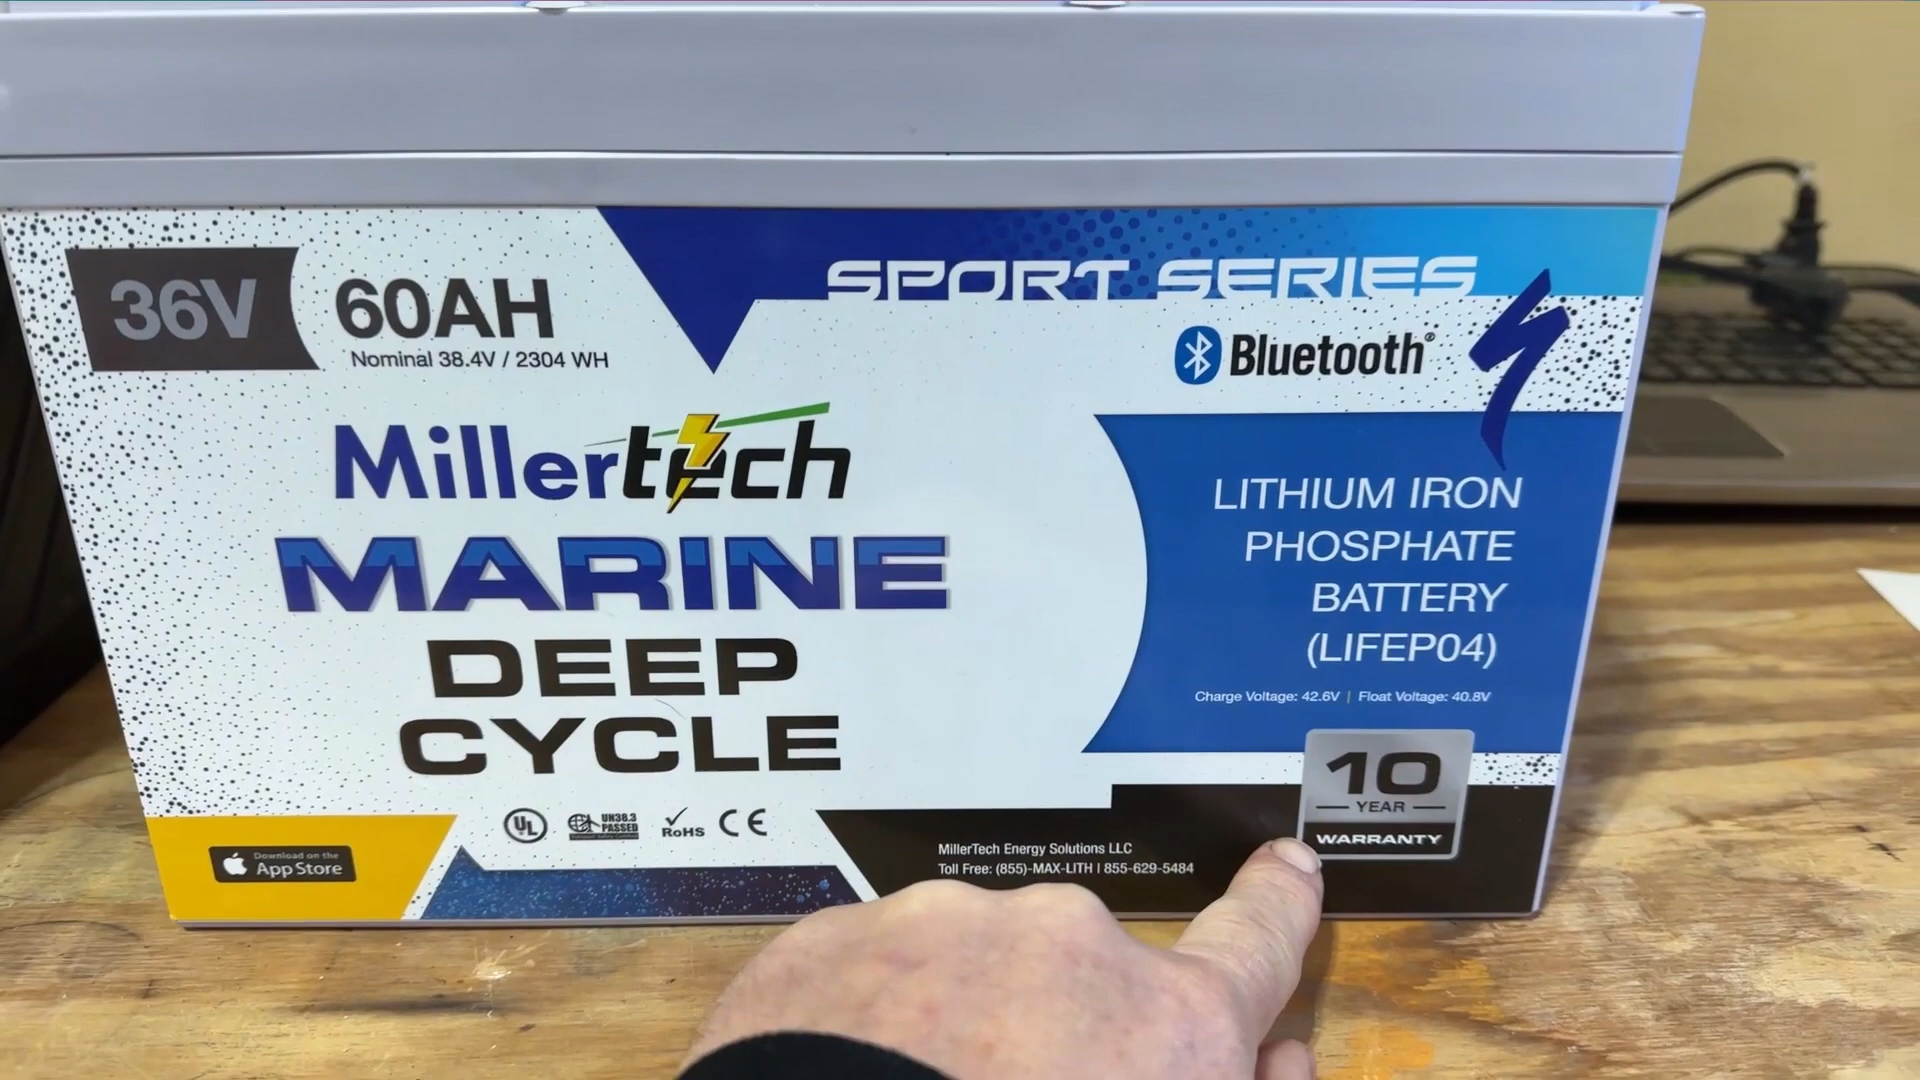 SPORT SERIES
36V
60AH
Nominal 38.4V / 2304 WH
Bluetooth®
Millertech
MARINE
DEEP
CYCLE
LITHIUM IRON
PHOSPHATE
BATTERY
(LIFEP04)
Charge Voltage: 42.6V | Float Voltage: 40.8V
10
YEAR
WARRANTY
UL
UN38.3
PASSED
RoHS
CE
Download on the
App Store
MillerTech Energy Solutions LLC
Toll Free: (855)-MAX-LITH | 855-629-5484